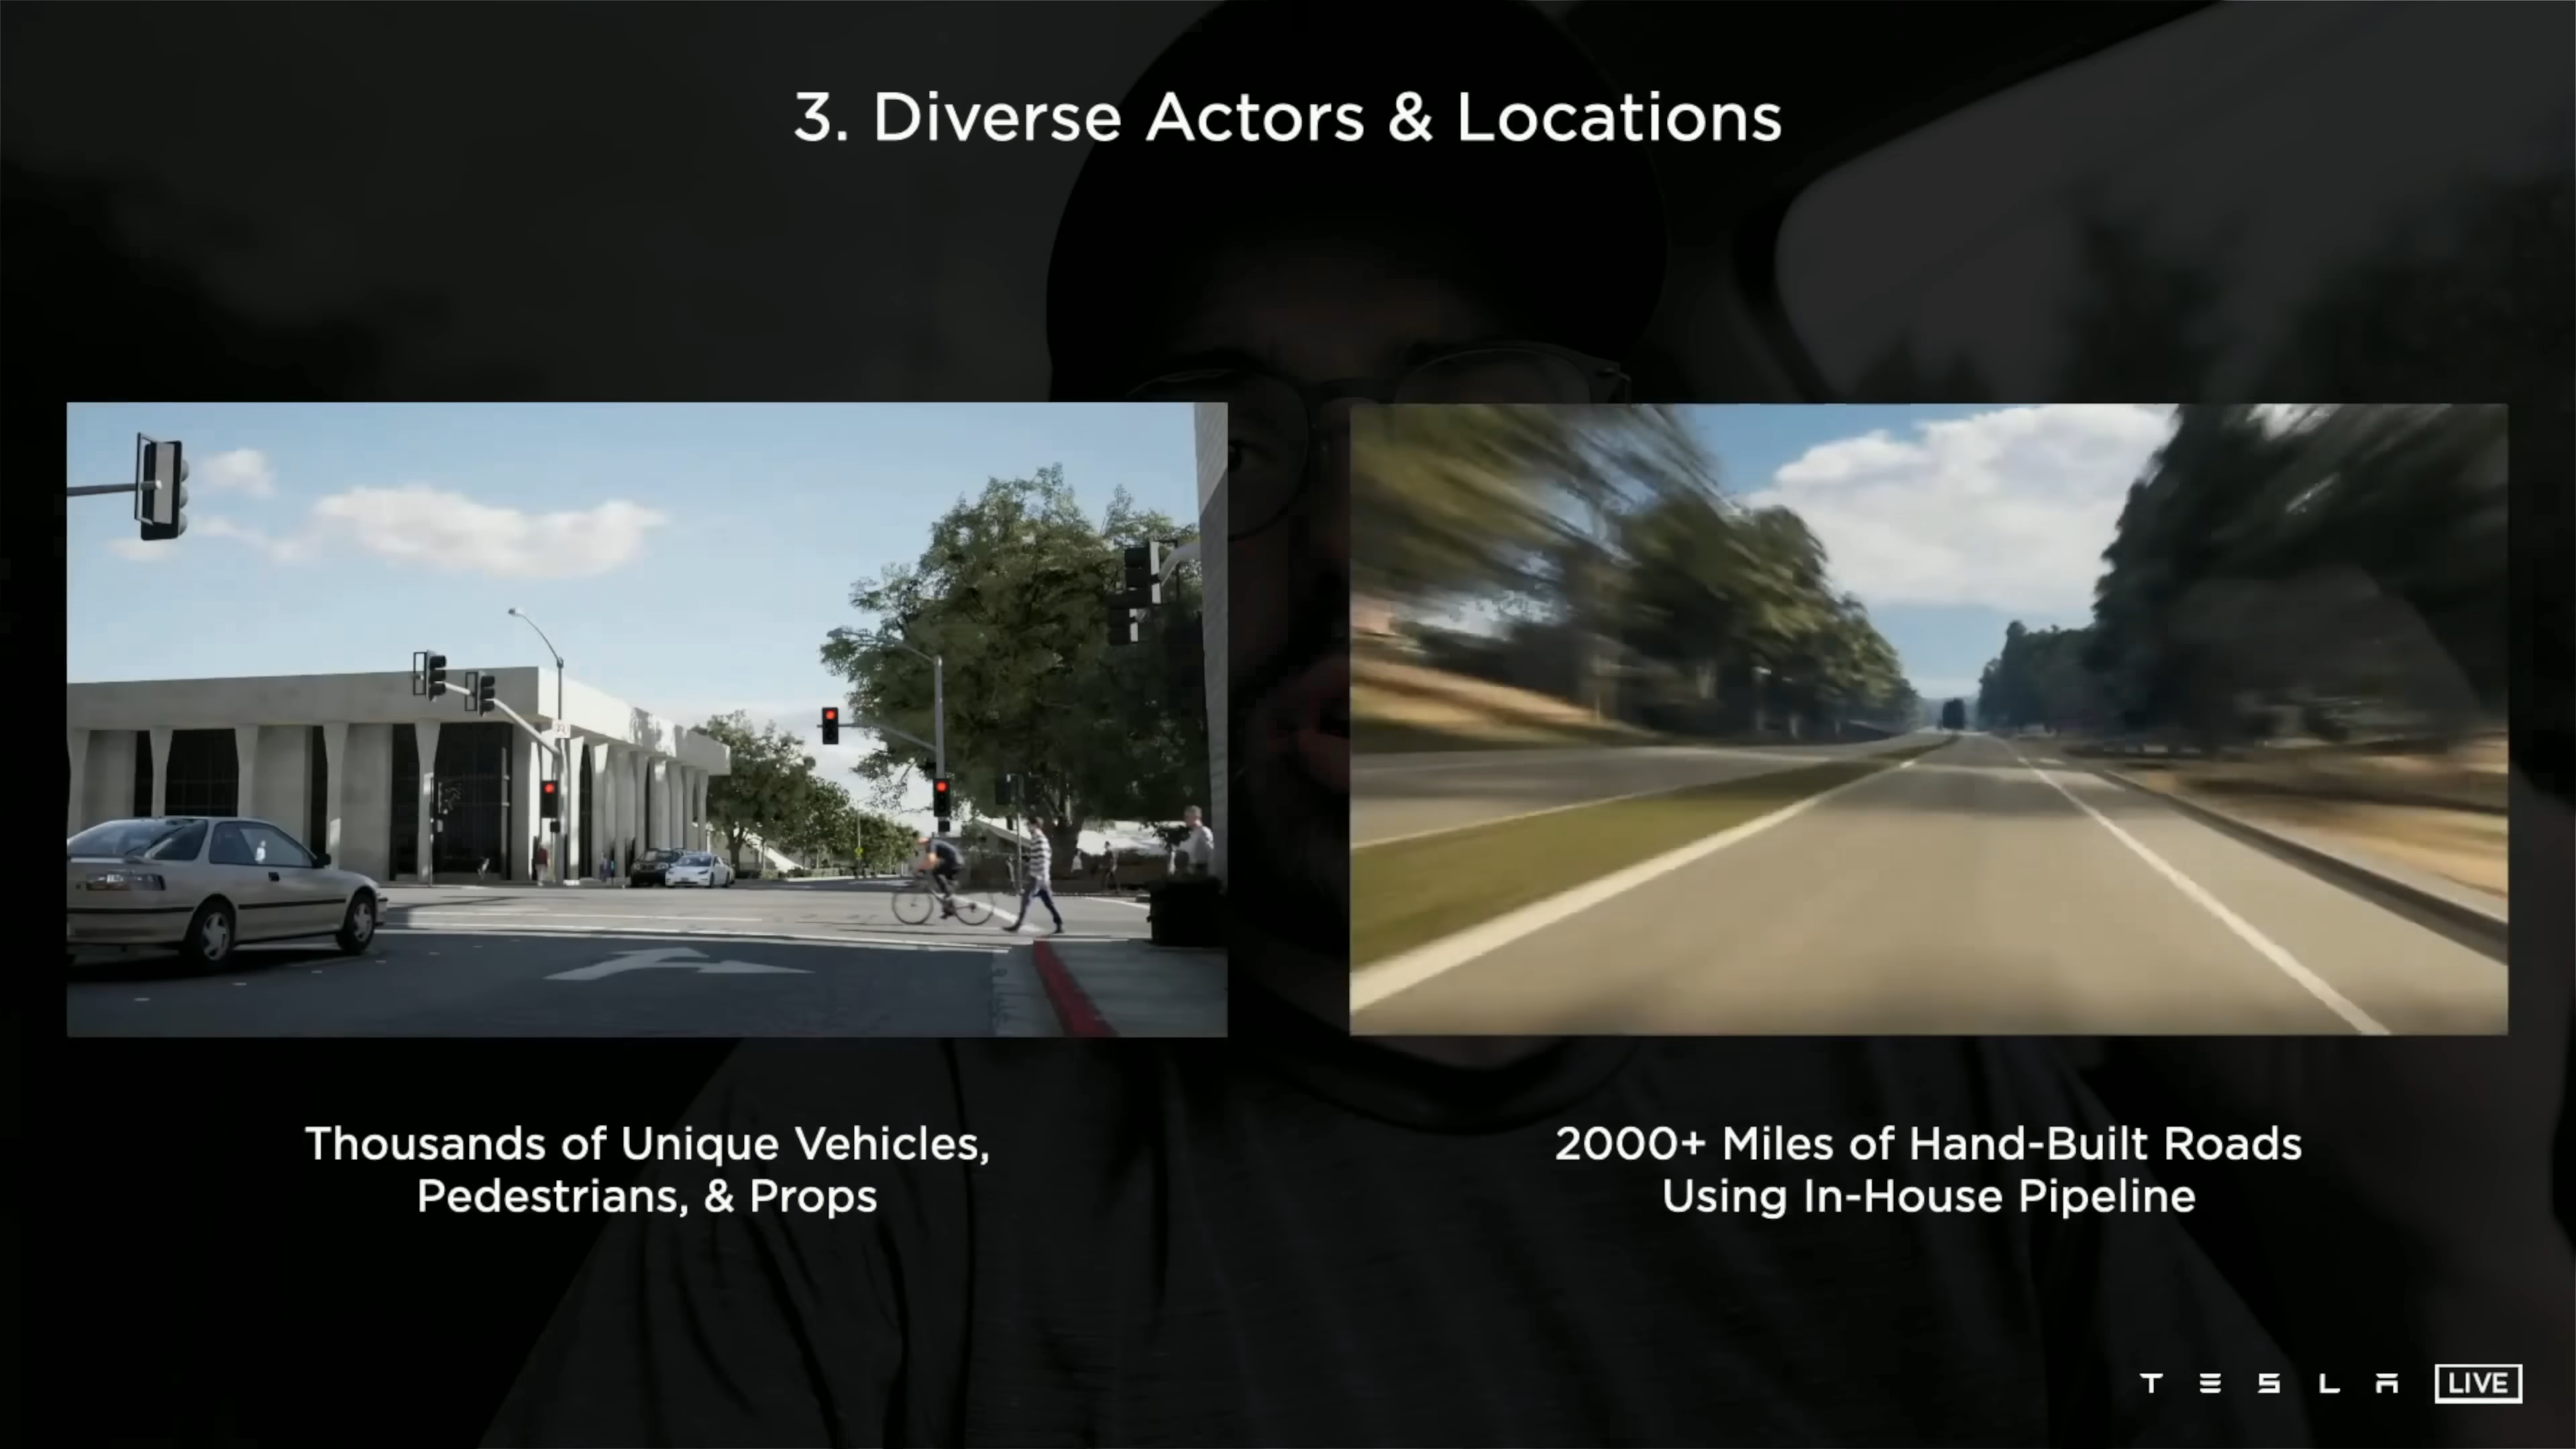 3. Diverse Actors & Locations
Thousands of Unique Vehicles,
Pedestrians, & Props
2000+ Miles of Hand-Built Roads
Using In-House Pipeline
TESLA LIVE